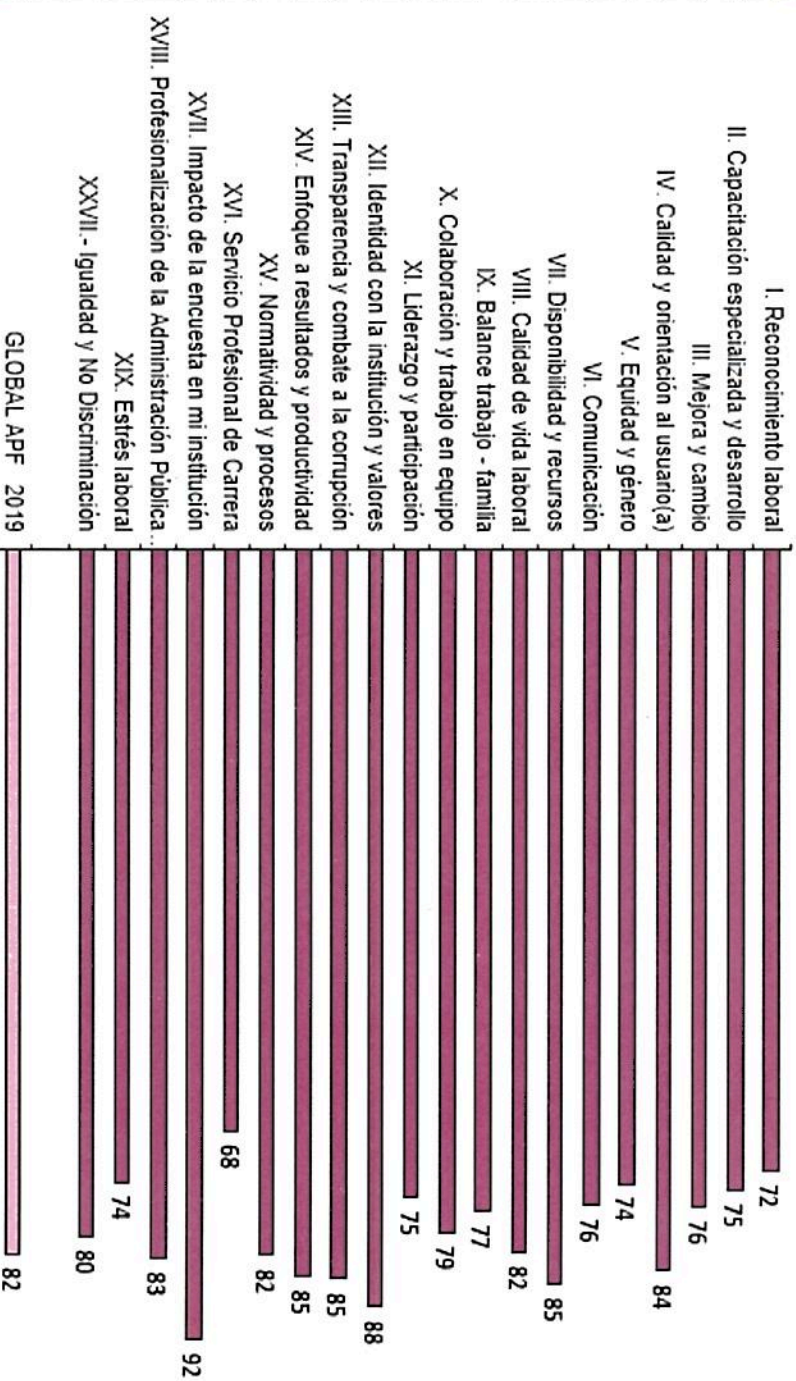 I. Reconocimiento laboral 72
II. Capacitación especializada y desarrollo 75
III. Mejora y cambio 76
IV. Calidad y orientación al usuario(a) 84
V. Equidad y género 74
VI. Comunicación 76
VII. Disponibilidad y recursos 85
VIII. Calidad de vida laboral 82
IX. Balance trabajo - familia 77
X. Colaboración y trabajo en equipo 79
XI. Liderazgo y participación 75
XII. Identidad con la institución y valores 88
XIII. Transparencia y combate a la corrupción 85
XIV. Enfoque a resultados y productividad 85
XV. Normatividad y procesos 82
XVI. Servicio Profesional de Carrera 68
XVII. Impacto de la encuesta en mi institución 92
XVIII. Profesionalización de la Administración Pública... 83
XIX. Estrés laboral 74
XXVII.- Igualdad y No Discriminación 80
GLOBAL APF 2019 82